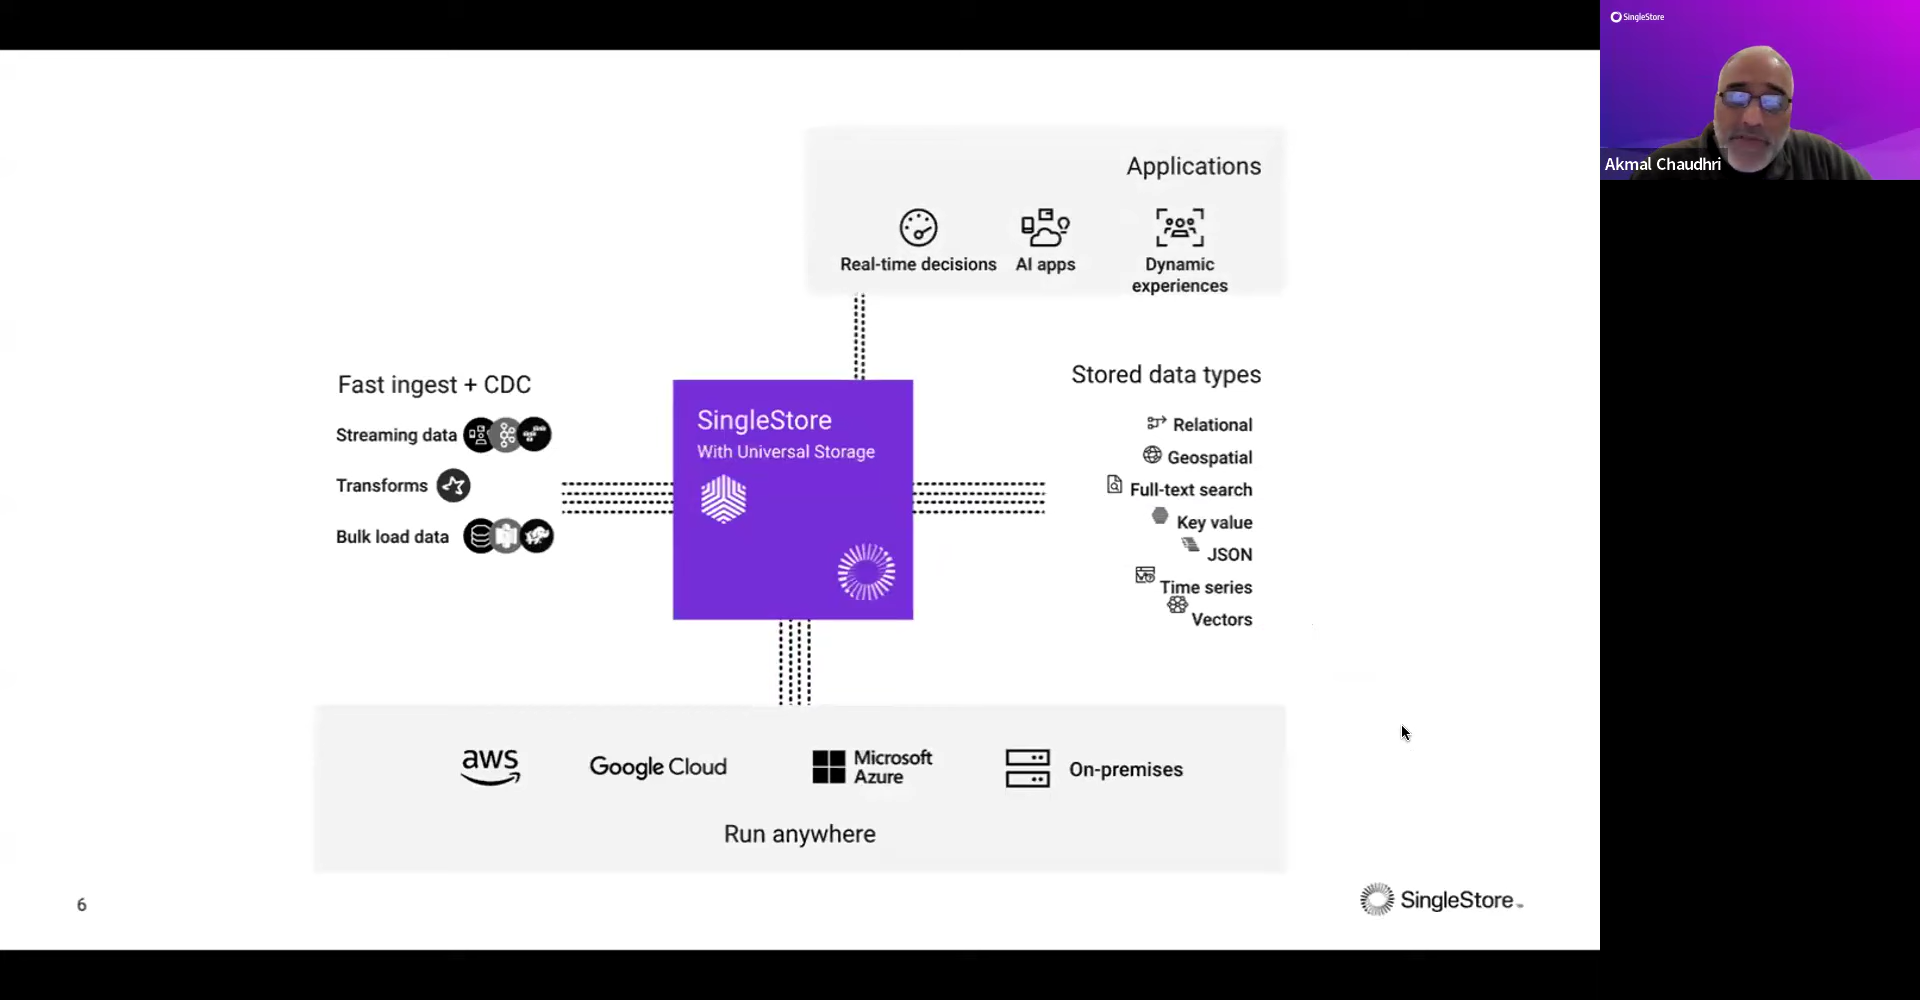 Applications
Real-time decisions
AI apps
Dynamic
experiences
Fast ingest + CDC
Streaming data
Transforms
Bulk load data
SingleStore
With Universal Storage
Stored data types
Relational
Geospatial
Full-text search
Key value
JSON
Time series
Vectors
aws
Google Cloud
Microsoft
Azure
On-premises
Run anywhere
6
SingleStore
SingleStore
Akmal Chaudhri